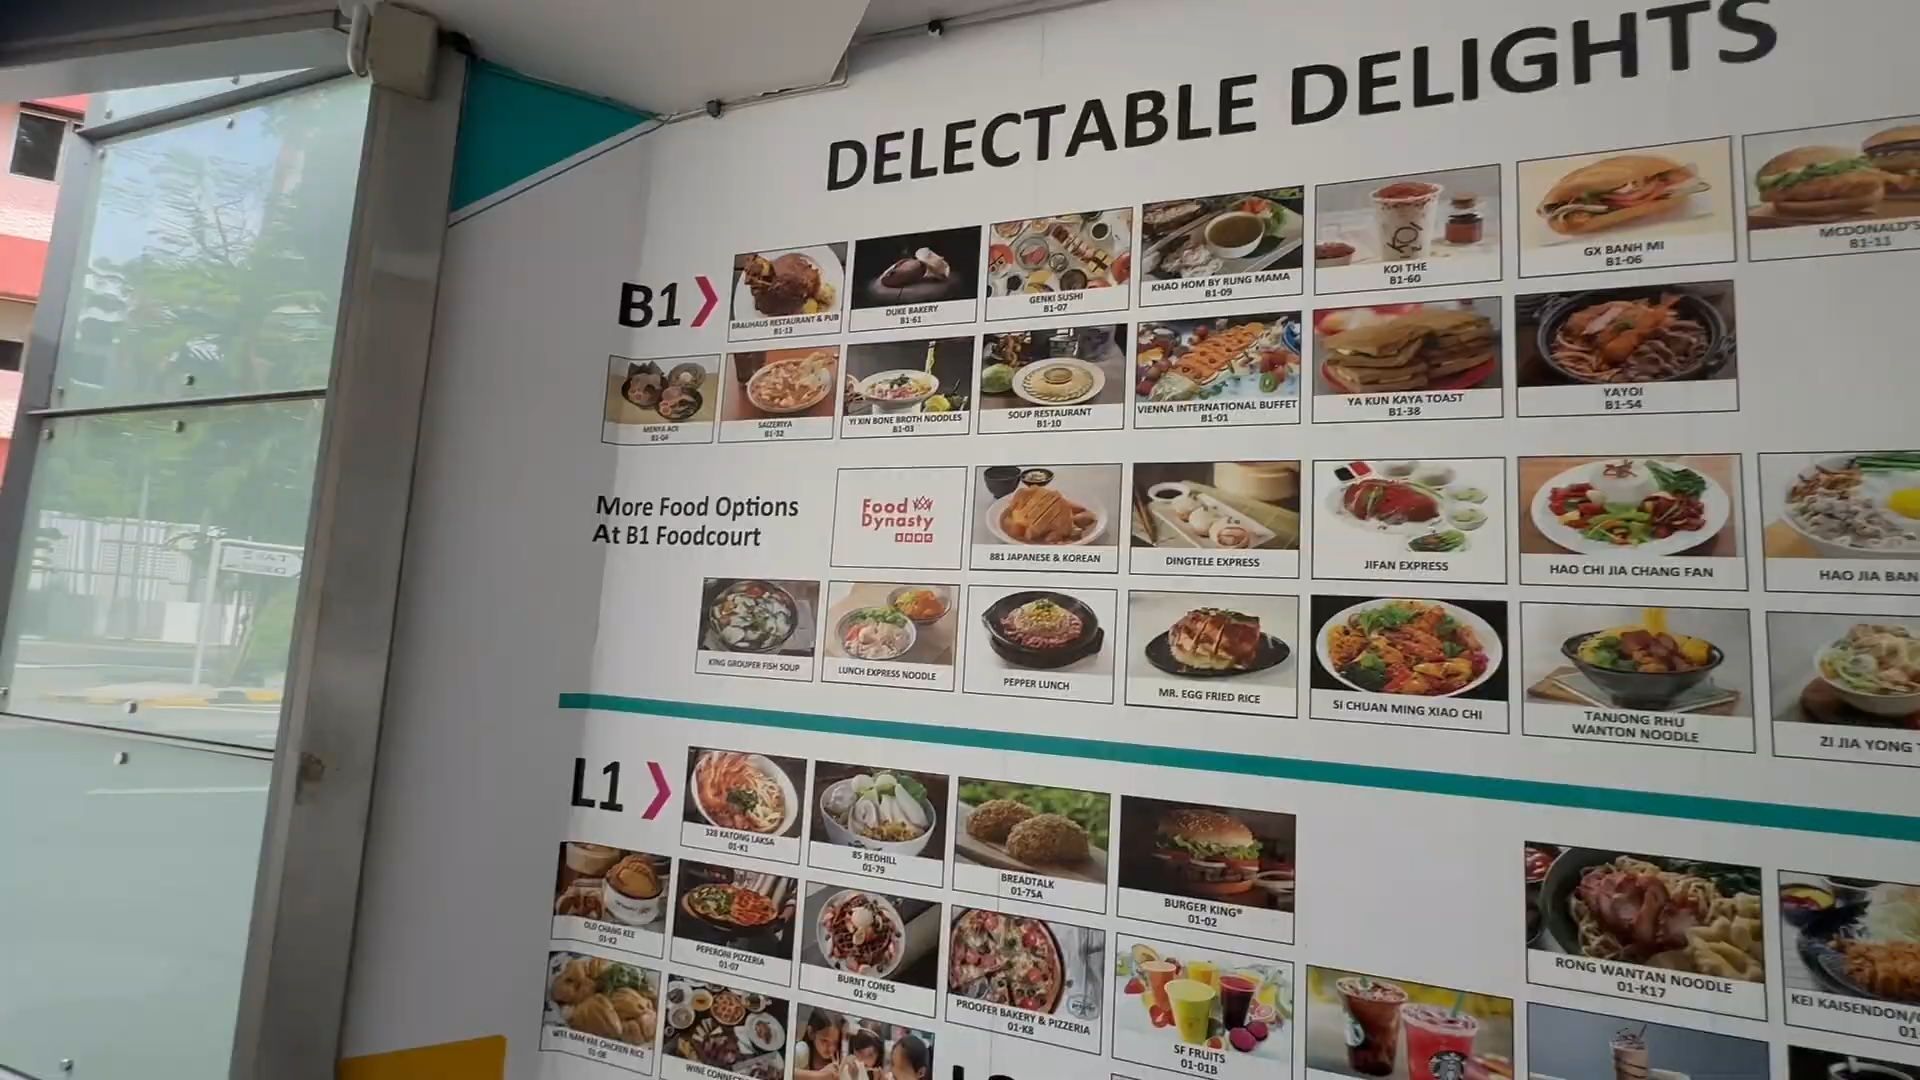 DELECTABLE DELIGHTS
B1
BRAUHAUS RESTAURANT & PUB
B1-13
DUKE BAKERY
B1-61
GENKI SUSHI
B1-07
KHAO HOM BY RUNG MAMA
B1-09
KOI THE
B1-60
GX BANH MI
B1-06
MCDONALD'S
B1-11
SAIZERIYA
B1-32
YI XIN BONE BROTH NOODLES
B1-03
SOUP RESTAURANT
B1-10
VIENNA INTERNATIONAL BUFFET
B1-01
YA KUN KAYA TOAST
B1-38
YAYOI
B1-54
More Food Options
At B1 Foodcourt
Food
Dynasty
881 JAPANESE & KOREAN
DINGTELE EXPRESS
JIFAN EXPRESS
HAO CHI JIA CHANG FAN
HAO JIA BAN
KING GROUPER FISH SOUP
LUNCH EXPRESS NOODLE
PEPPER LUNCH
MR. EGG FRIED RICE
SI CHUAN MING XIAO CHI
TANJONG RHU
WANTON NOODLE
ZI JIA YONG
L1
328 KATONG LAKSA
01-K1
85 REDHILL
01-79
BREADTALK
01-75A
BURGER KING®
01-02
RONG WANTAN NOODLE
01-K17
KEI KAISENDON/
01-
OLD CHANG KEE
01-K2
PEPERONI PIZZERIA
01-07
BURNT CONES
01-K9
PROOFER BAKERY & PIZZERIA
01-K8
SF FRUITS
01-01B
WEE NAM KEE CHICKEN RICE
WINE CONNECT